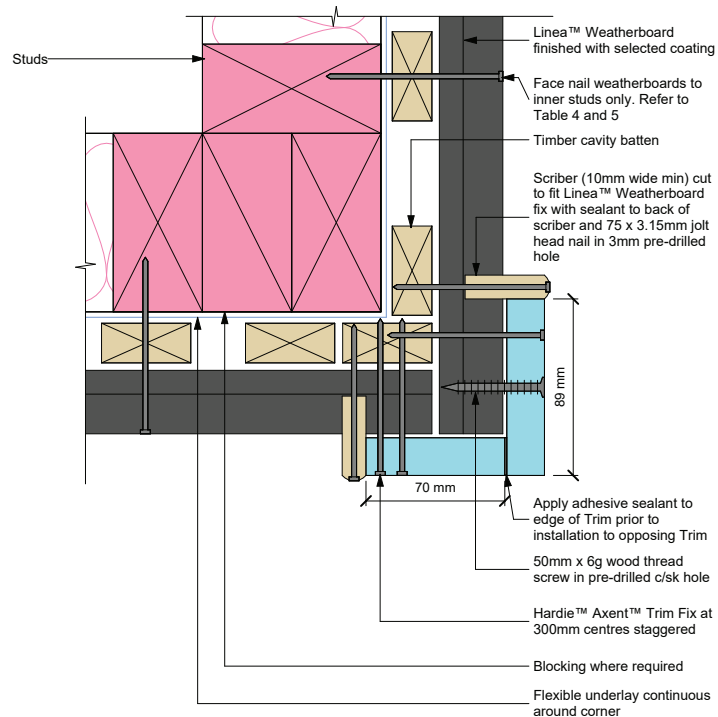 Linea™ Weatherboard
finished with selected coating
Studs
Face nail weatherboards to
inner studs only. Refer to
Table 4 and 5
Timber cavity batten
Scriber (10mm wide min) cut
to fit Linea™ Weatherboard
fix with sealant to back of
scriber and 75 x 3.15mm jolt
head nail in 3mm pre-drilled
hole
89 mm
70 mm
Apply adhesive sealant to
edge of Trim prior to
installation to opposing Trim
50mm x 6g wood thread
screw in pre-drilled c/sk hole
Hardie™ Axent™ Trim Fix at
300mm centres staggered
Blocking where required
Flexible underlay continuous
around corner